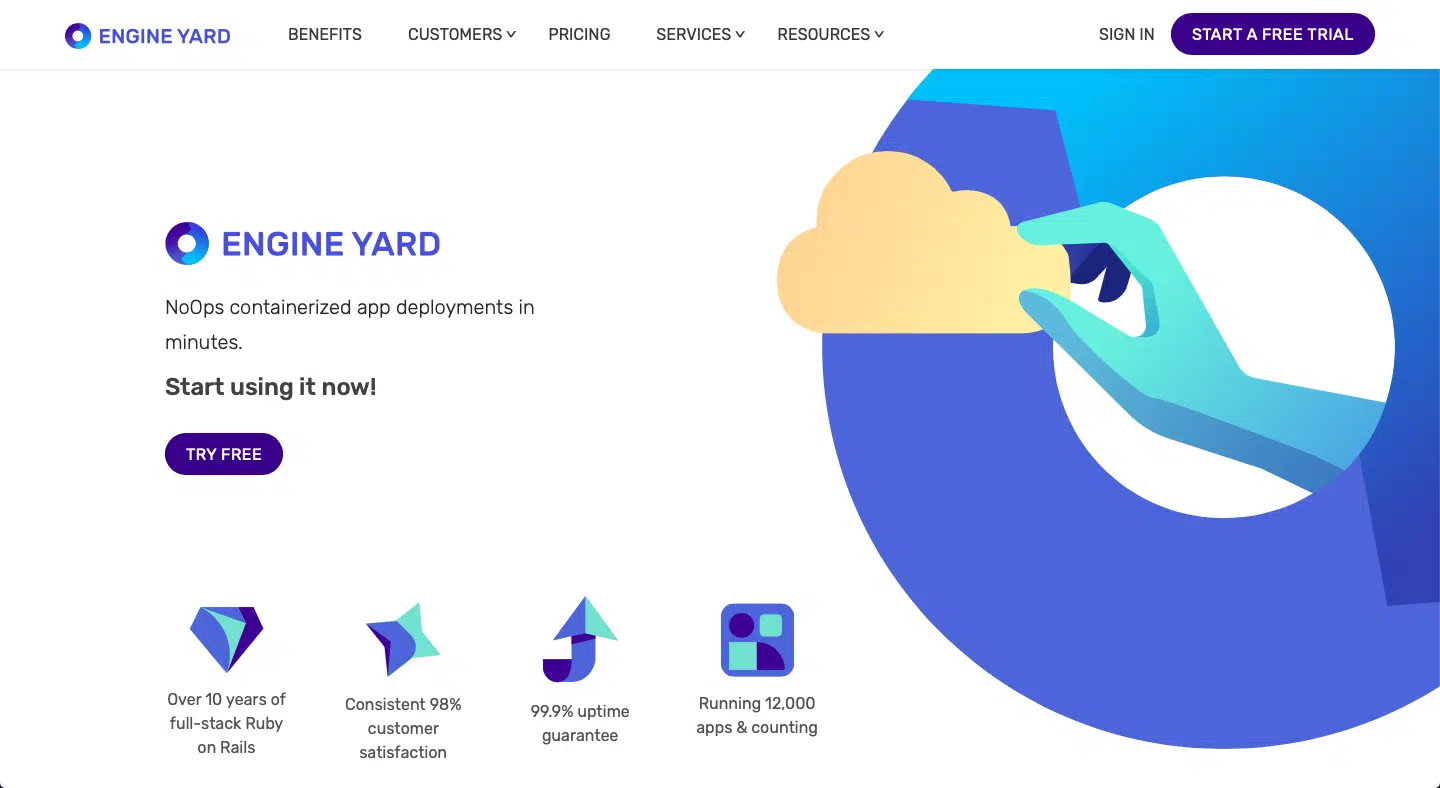 ENGINE YARD
BENEFITS
CUSTOMERS
PRICING
SERVICES
RESOURCES
SIGN IN
START A FREE TRIAL
ENGINE YARD
NoOps containerized app deployments in
minutes.
Start using it now!
TRY FREE
Over 10 years of
full-stack Ruby
on Rails
Consistent 98%
customer
satisfaction
99.9% uptime
guarantee
Running 12,000
apps & counting